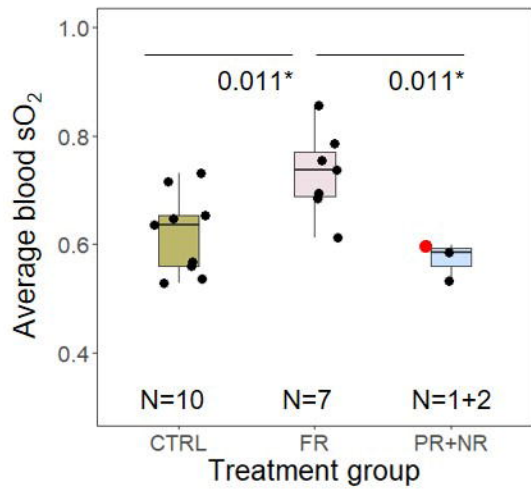 1.0
0.011* 0.011*
0.8
0.6
0.4
Average blood sO₂
N=10 N=7 N=1+2
CTRL FR PR+NR
Treatment group